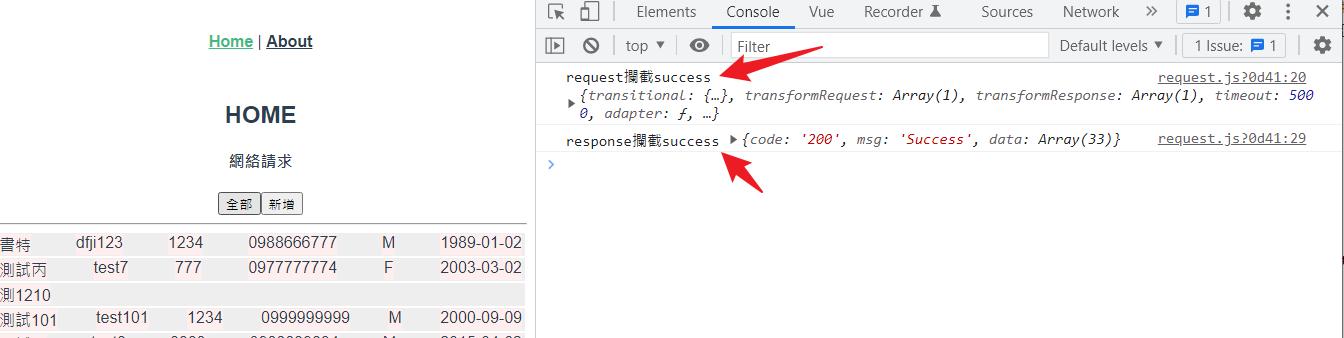 Home | About
HOME
網絡請求
全部 新增
書特 dfji123 1234 0988666777 M 1989-01-02
測試丙 test7 777 0977777774 F 2003-03-02
測1210
測試101 test101 1234 0999999999 M 2000-09-09
Elements Console Vue Recorder Sources Network » 1
top ▼ Filter Default levels ▼ 1 Issue: 1
request攔截success request.js?0d41:20
▶ {transitional: {…}, transformRequest: Array(1), transformResponse: Array(1), timeout: 500
0, adapter: ƒ, …}
response攔截success ▶ {code: '200', msg: 'Success', data: Array(33)} request.js?0d41:29
>